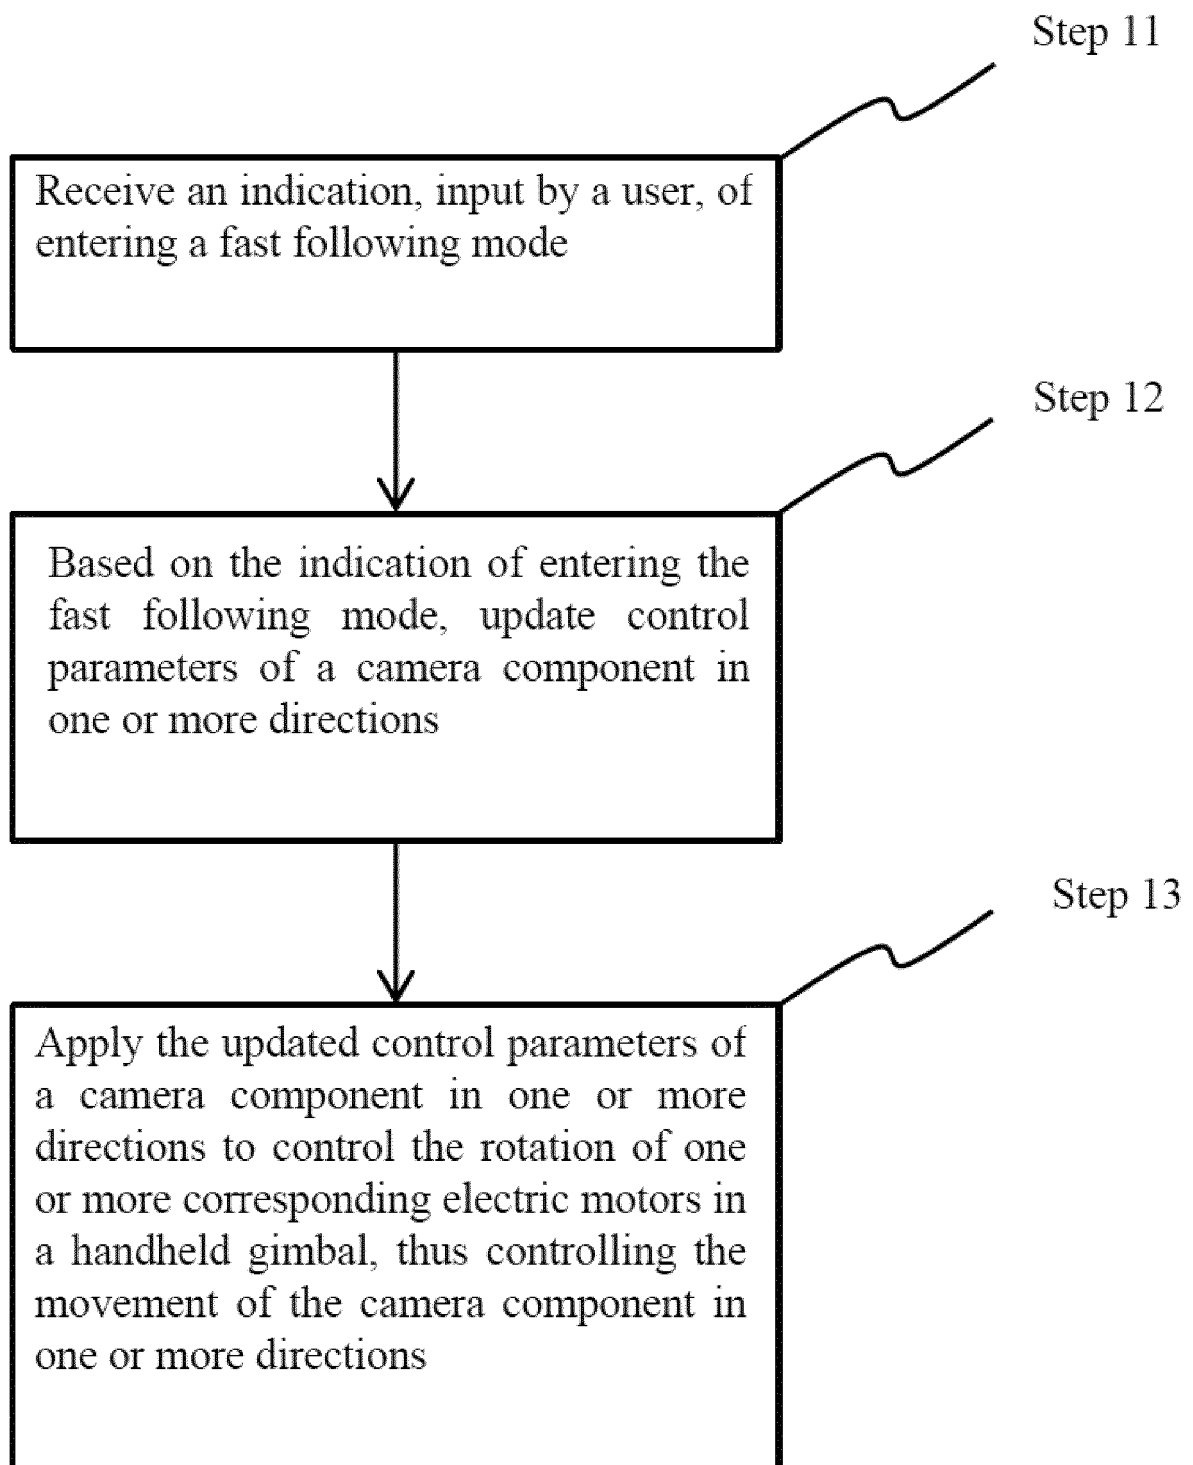 Step 11
Receive an indication, input by a user, of
entering a fast following mode
Step 12
Based on the indication of entering the
fast following mode, update control
parameters of a camera component in
one or more directions
Step 13
Apply the updated control parameters of
a camera component in one or more
directions to control the rotation of one
or more corresponding electric motors in
a handheld gimbal, thus controlling the
movement of the camera component in
one or more directions